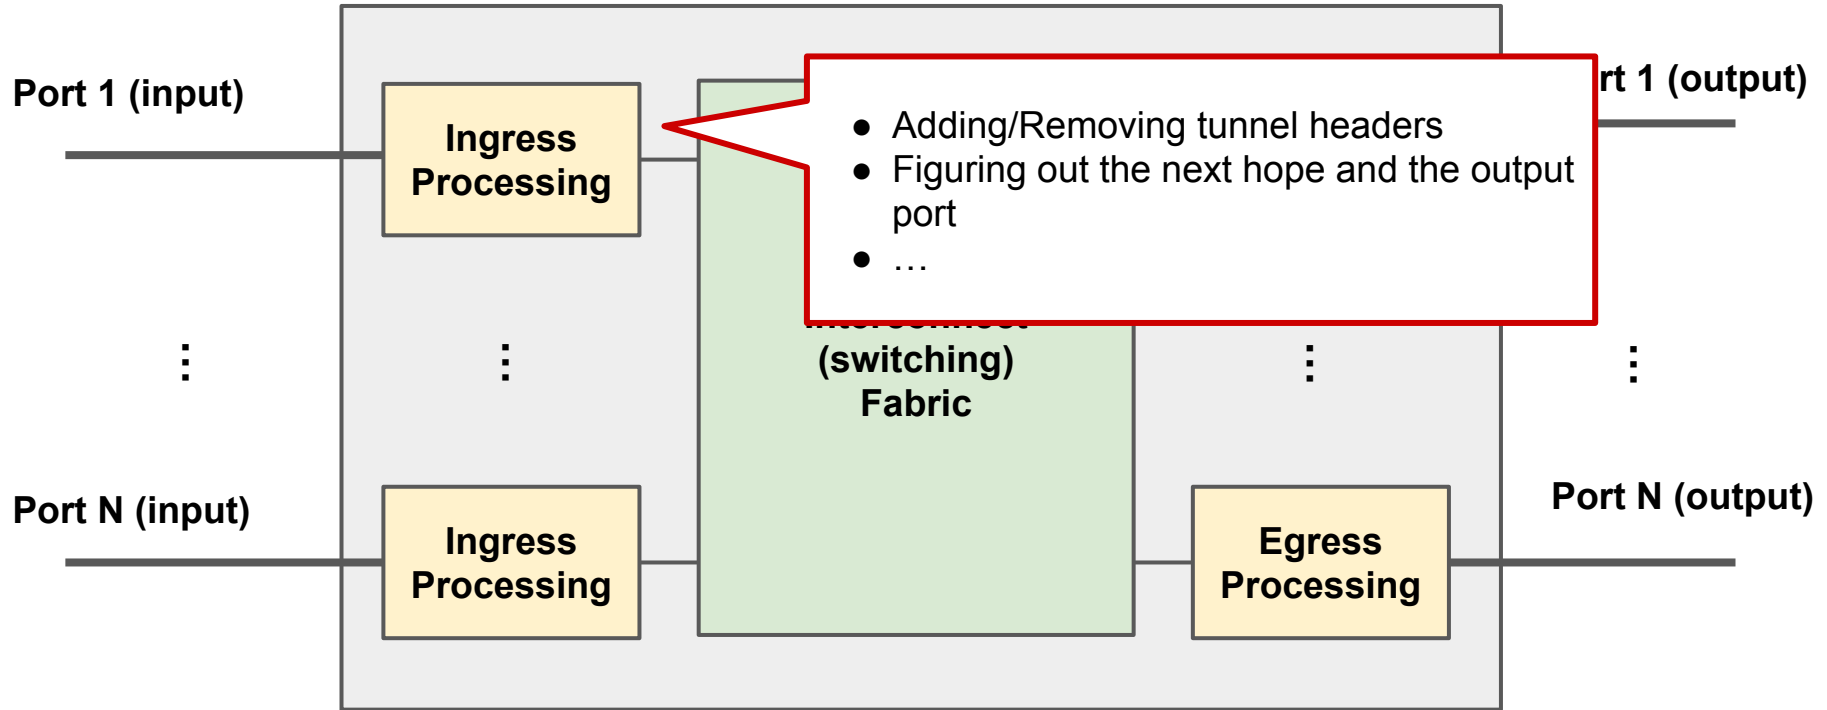 Port 1 (input)
rt 1 (output)
Ingress
Processing
● Adding/Removing tunnel headers
● Figuring out the next hope and the output
port
● …
(switching)
Fabric
Port N (input)
Port N (output)
Ingress
Processing
Egress
Processing